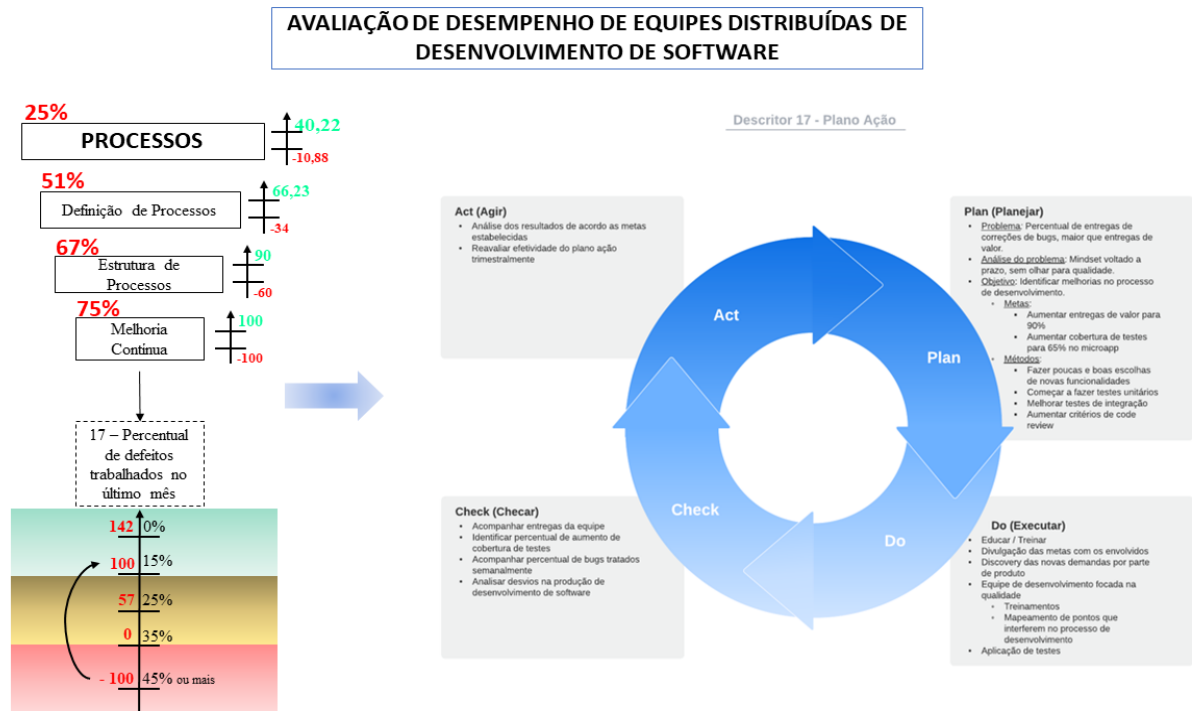 AVALIAÇÃO DE DESEMPENHO DE EQUIPES DISTRIBUÍDAS DE
DESENVOLVIMENTO DE SOFTWARE
25%
PROCESSOS
40,22
-10,88
51%
Definição de Processos
66,23
-34
67%
Estrutura de
Processos
90
-60
75%
Melhoria
Contínua
100
-100
17 – Percentual
de defeitos
trabalhados no
último mês
142 0%
100 15%
57 25%
0 35%
- 100 45% ou mais
Descritor 17 - Plano Ação
Act (Agir)
• Análise dos resultados de acordo as metas
estabelecidas
• Reavaliar efetividade do plano ação
trimestralmente
Plan (Planejar)
• Problema: Percentual de entregas de
correções de bugs, maior que entregas de
valor.
• Análise do problema: Mindset voltado a
prazo, sem olhar para qualidade.
• Objetivo: Identificar melhorias no processo
de desenvolvimento.
• Metas:
• Aumentar entregas de valor para
90%
• Aumentar cobertura de testes
para 65% no microapp
• Métodos:
• Fazer poucas e boas escolhas
de novas funcionalidades
• Começar a fazer testes unitários
• Melhorar testes de integração
• Aumentar critérios de code
review
Act
Plan
Check
Do
Check (Checar)
• Acompanhar entregas da equipe
• Identificar percentual de aumento de
cobertura de testes
• Acompanhar percentual de bugs tratados
semanalmente
• Analisar desvios na produção de
desenvolvimento de software
Do (Executar)
• Educar / Treinar
• Divulgação das metas com os envolvidos
• Discovery das novas demandas por parte
de produto
• Equipe de desenvolvimento focada na
qualidade
• Treinamentos
• Mapeamento de pontos que
interferem no processo de
desenvolvimento
• Aplicação de testes